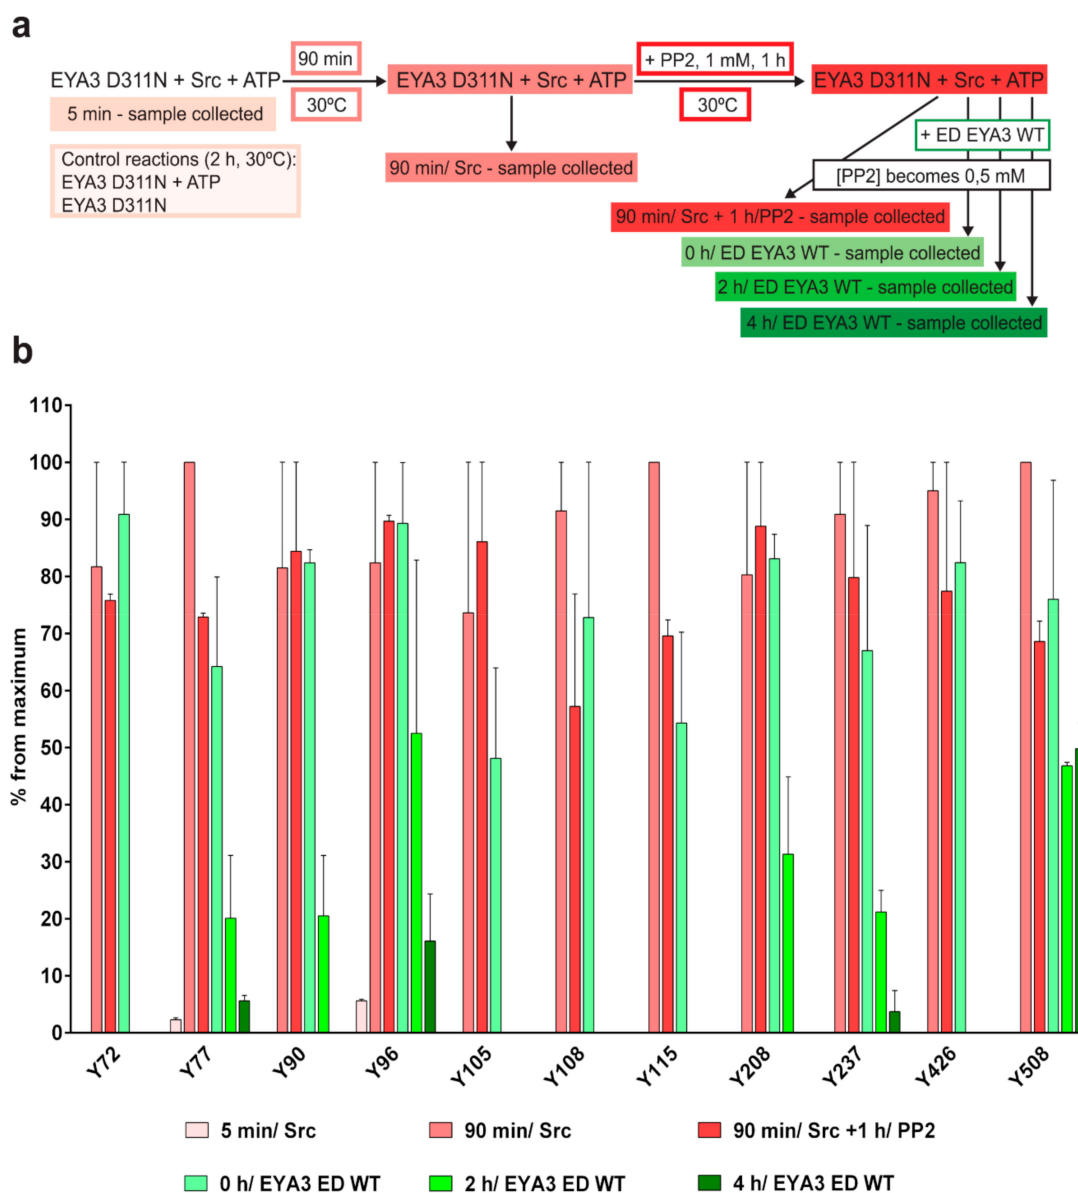 a
90 min
+ PP2, 1 mM, 1 h
EYA3 D311N + Src + ATP
EYA3 D311N + Src + ATP
EYA3 D311N + Src + ATP
5 min - sample collected
30ºC
30ºC
+ ED EYA3 WT
Control reactions (2 h, 30ºC):
EYA3 D311N + ATP
EYA3 D311N
90 min/ Src - sample collected
[PP2] becomes 0,5 mM
90 min/ Src + 1 h/PP2 - sample collected
0 h/ ED EYA3 WT - sample collected
2 h/ ED EYA3 WT - sample collected
4 h/ ED EYA3 WT - sample collected
b
% from maximum
110
100
90
80
70
60
50
40
30
20
10
0
Y72
Y77
Y90
Y96
Y105
Y108
Y115
Y208
Y237
Y426
Y508
5 min/ Src
90 min/ Src
90 min/ Src +1 h/ PP2
0 h/ EYA3 ED WT
2 h/ EYA3 ED WT
4 h/ EYA3 ED WT